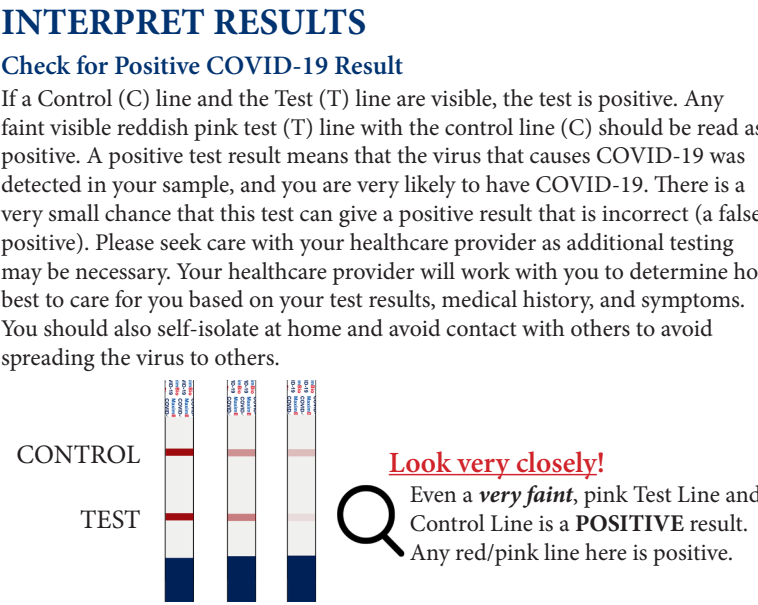 INTERPRET RESULTS
Check for Positive COVID-19 Result
If a Control (C) line and the Test (T) line are visible, the test is positive. Any
faint visible reddish pink test (T) line with the control line (C) should be read as
positive. A positive test result means that the virus that causes COVID-19 was
detected in your sample, and you are very likely to have COVID-19. There is a
very small chance that this test can give a positive result that is incorrect (a false
positive). Please seek care with your healthcare provider as additional testing
may be necessary. Your healthcare provider will work with you to determine ho
best to care for you based on your test results, medical history, and symptoms.
You should also self-isolate at home and avoid contact with others to avoid
spreading the virus to others.
CONTROL
TEST
Look very closely!
Even a very faint, pink Test Line and
Control Line is a POSITIVE result.
Any red/pink line here is positive.